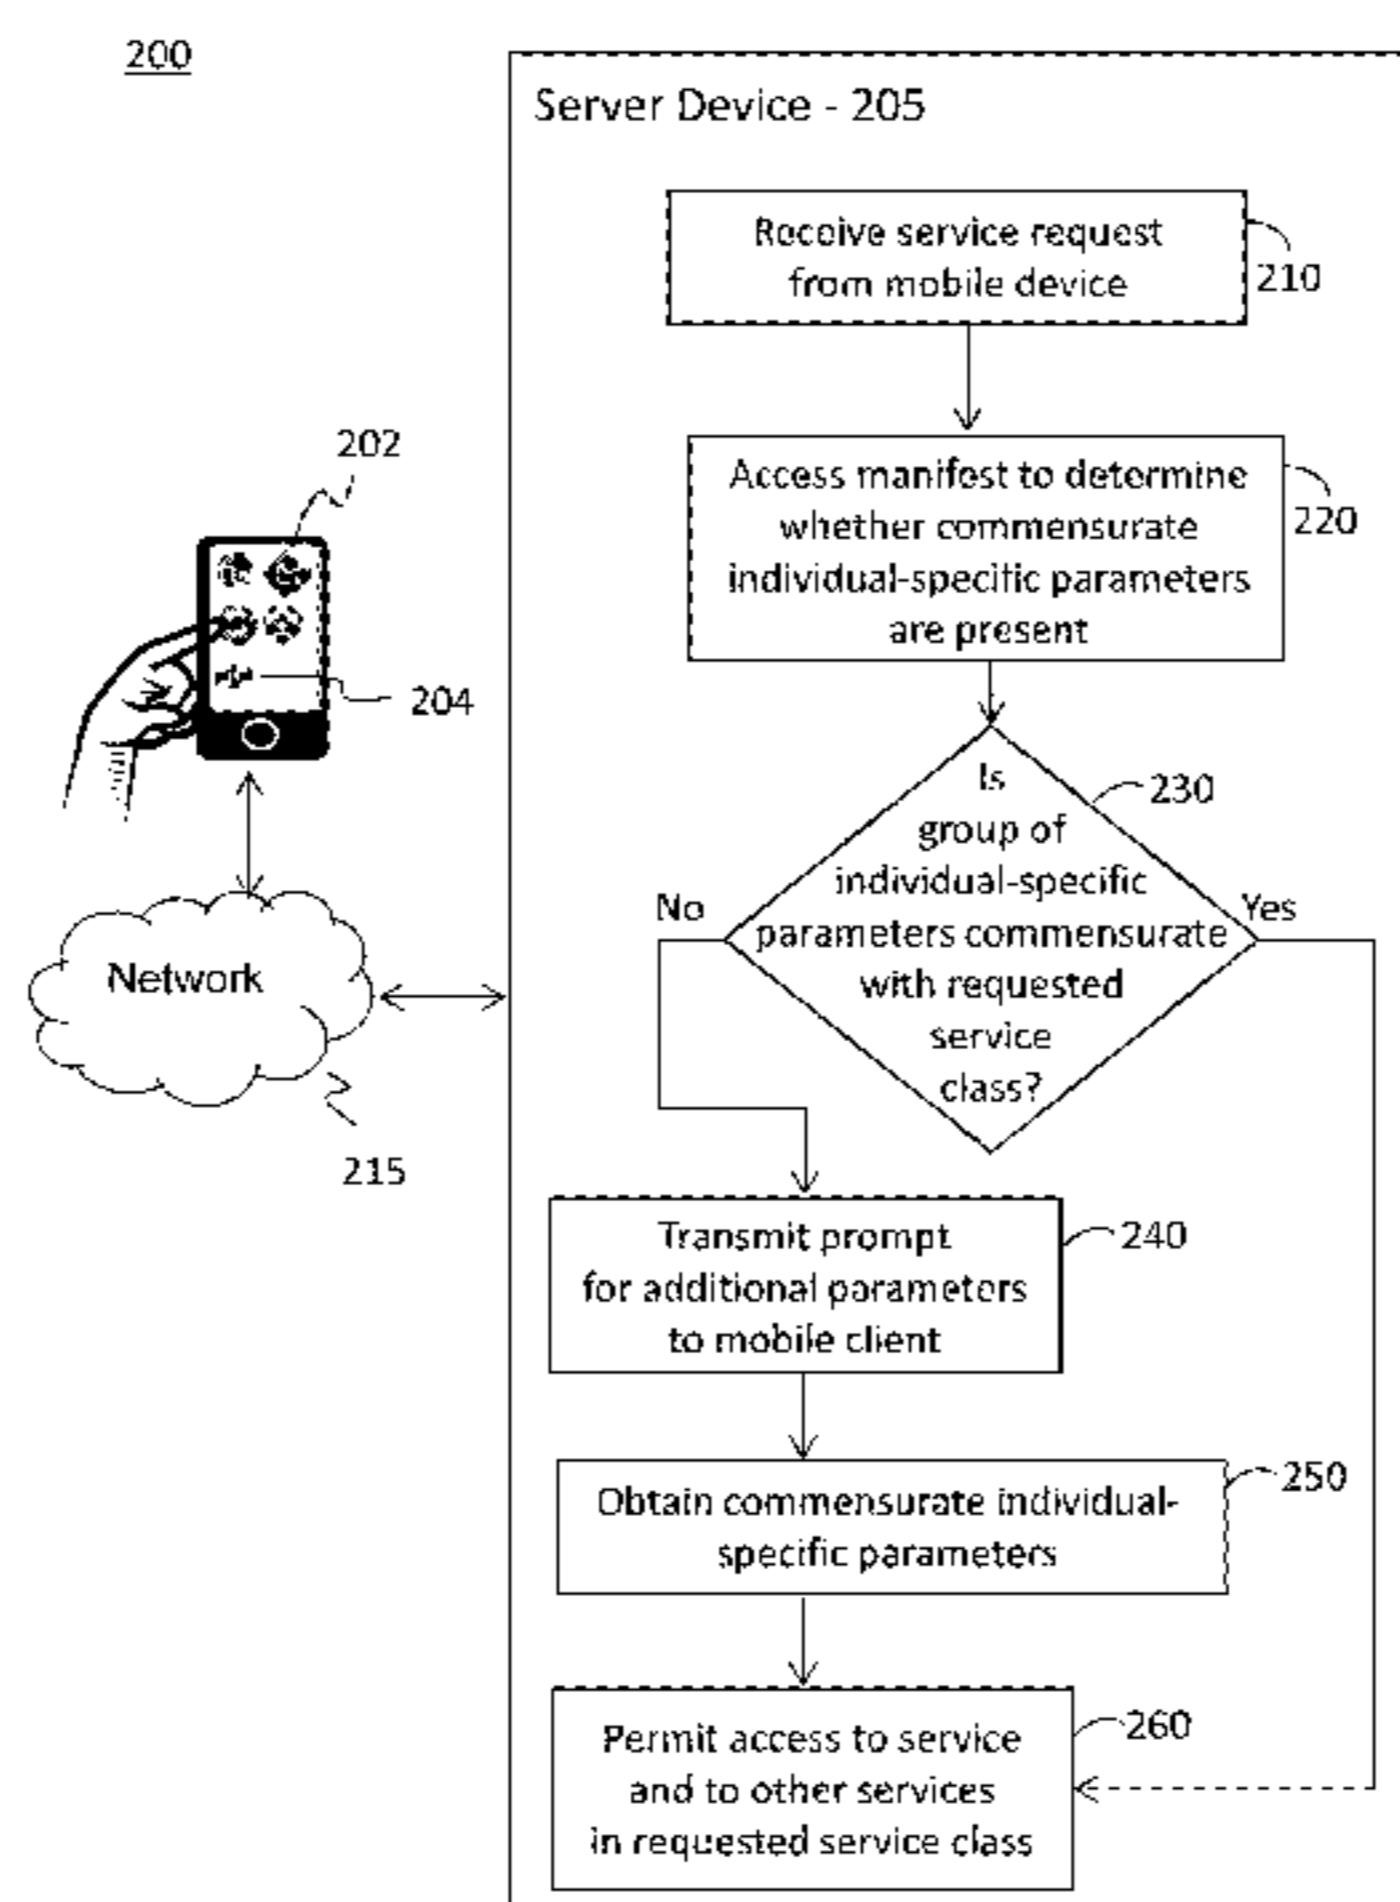 200
Server Device - 205
Receive service request
from mobile device
210
202
Access manifest to determine
whether commensurate
individual-specific parameters
are present
220
204
Is
group of
individual-specific
parameters commensurate
with requested
service
class?
230
No
Yes
Network
215
Transmit prompt
for additional parameters
to mobile client
240
Obtain commensurate individual-
specific parameters
250
Permit access to service
and to other services
in requested service class
260